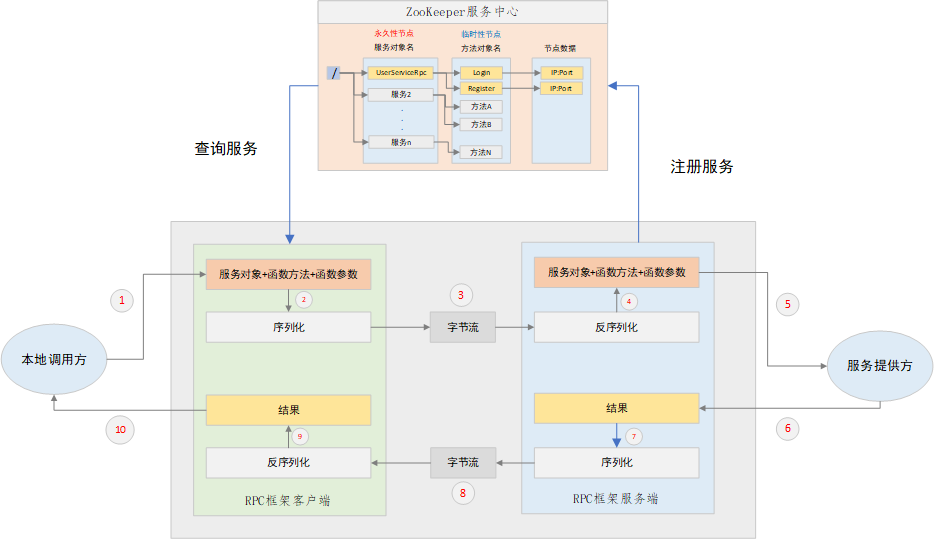 ZooKeeper服务中心
永久性节点
临时性节点
服务对象名
方法对象名
节点数据
/
UserServiceRpc
Login
IP:Port
Register
IP:Port
服务2
方法A
.
.
.
方法B
服务n
方法N
查询服务
注册服务
服务对象+函数方法+函数参数
服务对象+函数方法+函数参数
1
2
3
4
5
序列化
字节流
反序列化
本地调用方
服务提供方
结果
结果
10
9
7
6
反序列化
字节流
序列化
8
RPC框架客户端
RPC框架服务端